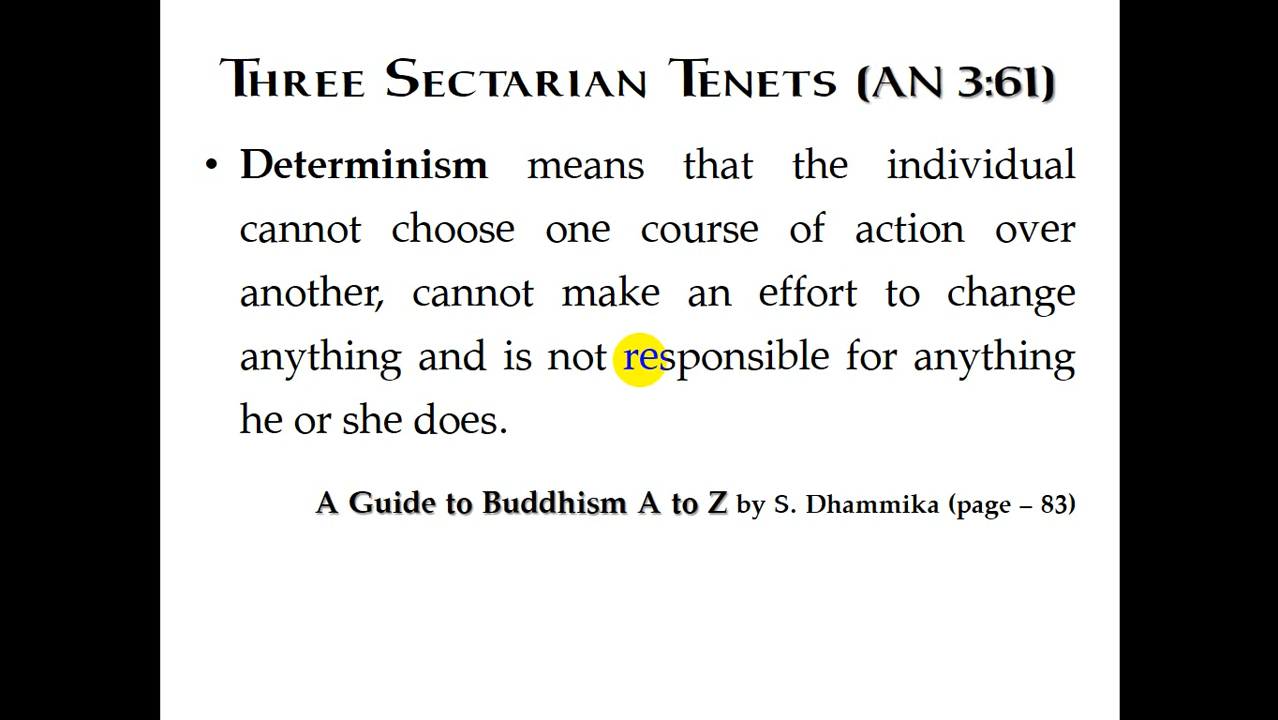 THREE SECTARIAN TENETS (AN 3:61)
• Determinism means that the individual
cannot choose one course of action over
another, cannot make an effort to change
anything and is not responsible for anything
he or she does.
A Guide to Buddhism A to Z by S. Dhammika (page – 83)